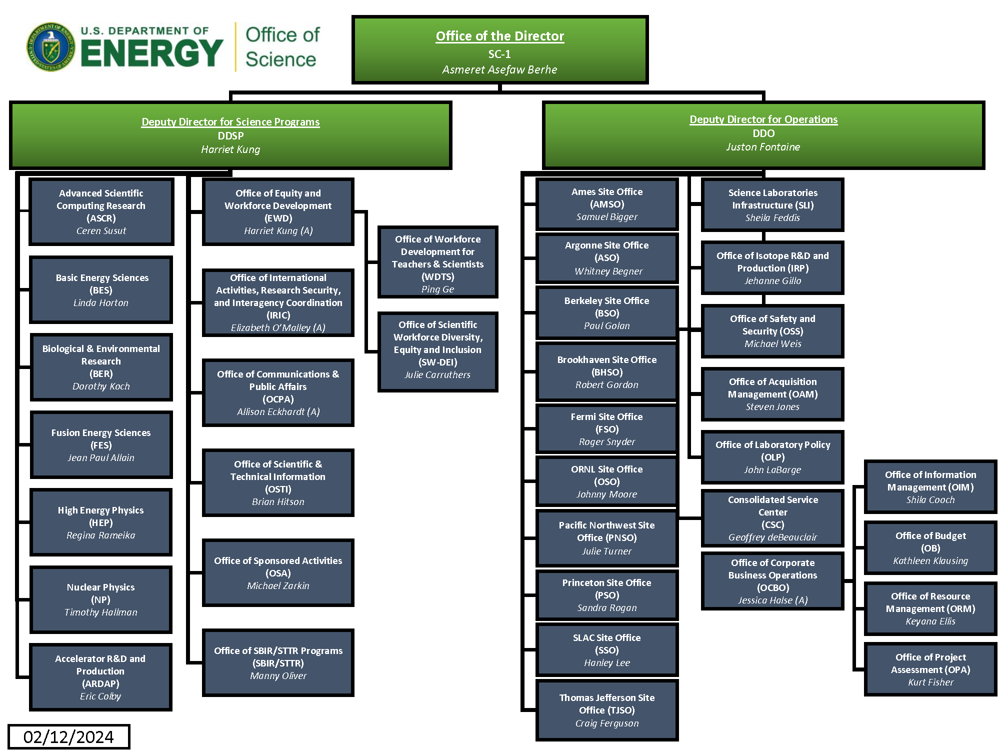 U.S. DEPARTMENT OF
ENERGY
Office of
Science
Office of the Director
SC-1
Asmeret Asefaw Berhe
Deputy Director for Science Programs
DDSP
Harriet Kung
Deputy Director for Operations
DDO
Juston Fontaine
Advanced Scientific
Computing Research
(ASCR)
Ceren Susut
Basic Energy Sciences
(BES)
Linda Horton
Biological & Environmental
Research
(BER)
Dorothy Koch
Fusion Energy Sciences
(FES)
Jean Paul Allain
High Energy Physics
(HEP)
Regina Rameika
Nuclear Physics
(NP)
Timothy Hallman
Accelerator R&D and
Production
(ARDAP)
Eric Colby
Office of Equity and
Workforce Development
(EWD)
Harriet Kung (A)
Office of International
Activities, Research Security,
and Interagency Coordination
(IRIC)
Elizabeth O’Malley (A)
Office of Communications &
Public Affairs
(OCPA)
Allison Eckhardt (A)
Office of Scientific &
Technical Information
(OSTI)
Brian Hitson
Office of Sponsored Activities
(OSA)
Michael Zarkin
Office of SBIR/STTR Programs
(SBIR/STTR)
Manny Oliver
Office of Workforce
Development for
Teachers & Scientists
(WDTS)
Ping Ge
Office of Scientific
Workforce Diversity,
Equity and Inclusion
(SW-DEI)
Julie Carruthers
Ames Site Office
(AMSO)
Samuel Bigger
Argonne Site Office
(ASO)
Whitney Begner
Berkeley Site Office
(BSO)
Paul Golan
Brookhaven Site Office
(BHSO)
Robert Gordon
Fermi Site Office
(FSO)
Roger Snyder
ORNL Site Office
(OSO)
Johnny Moore
Pacific Northwest Site
Office (PNSO)
Julie Turner
Princeton Site Office
(PSO)
Sandra Rogan
SLAC Site Office
(SSO)
Hanley Lee
Thomas Jefferson Site
Office (TJSO)
Craig Ferguson
Science Laboratories
Infrastructure (SLI)
Sheila Feddis
Office of Isotope R&D and
Production (IRP)
Jehanne Gillo
Office of Safety and
Security (OSS)
Michael Weis
Office of Acquisition
Management (OAM)
Steven Jones
Office of Laboratory Policy
(OLP)
John LaBarge
Consolidated Service
Center
(CSC)
Geoffrey deBeauclair
Office of Corporate
Business Operations
(OCBO)
Jessica Halse (A)
Office of Information
Management (OIM)
Shila Cooch
Office of Budget
(OB)
Kathleen Klausing
Office of Resource
Management (ORM)
Keyana Ellis
Office of Project
Assessment (OPA)
Kurt Fisher
02/12/2024